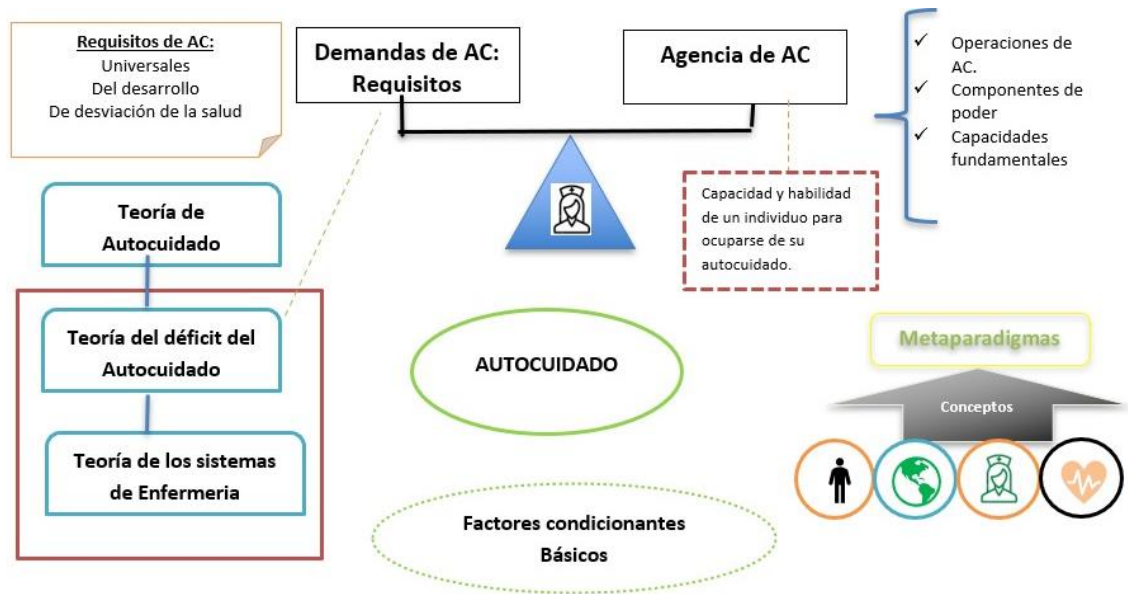 Requisitos de AC:
Universales
Del desarrollo
De desviación de la salud
Demandas de AC:
Requisitos
Agencia de AC
Operaciones de
AC.
Componentes de
poder
Capacidades
fundamentales
Capacidad y habilidad
de un individuo para
ocuparse de su
autocuidado.
Teoría de
Autocuidado
Teoría del déficit del
Autocuidado
Teoría de los sistemas
de Enfermeria
AUTOCUIDADO
Factores condicionantes
Básicos
Metaparadigmas
Conceptos